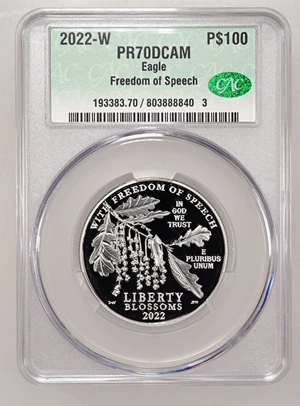 2022-W P$100
PR70DCAM
Eagle
Freedom of Speech
CAC
193383.70 / 803888840 3
WITH FREEDOM OF SPEECH
IN
GOD
WE
TRUST
E
PLURIBUS
UNUM
LIBERTY
BLOSSOMS
2022